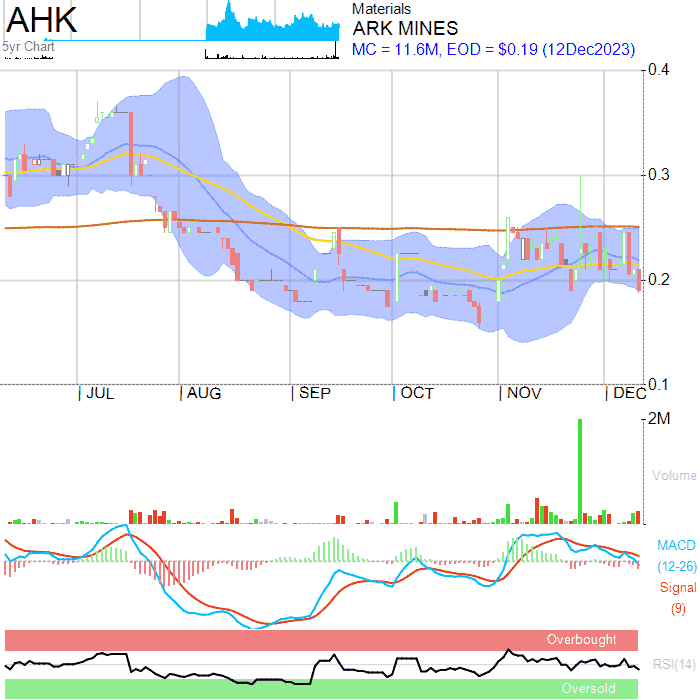 AHK
5yr Chart
Materials
ARK MINES
MC = 11.6M, EOD = $0.19 (12Dec2023)
0.4
0.3
0.2
0.1
JUL
AUG
SEP
OCT
NOV
DEC
2M
Volume
MACD
(12-26)
Signal
(9)
Overbought
RSI(14)
Oversold